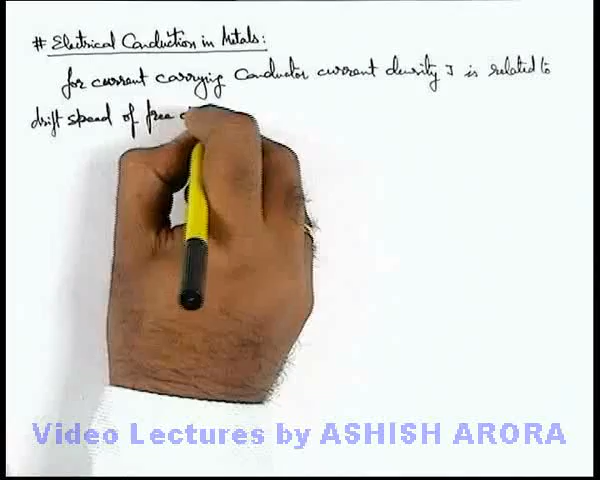 # Electrical Conduction in Metals:
for current carrying Conductor current density J is related to
drift speed of free
Video Lectures by ASHISH ARORA